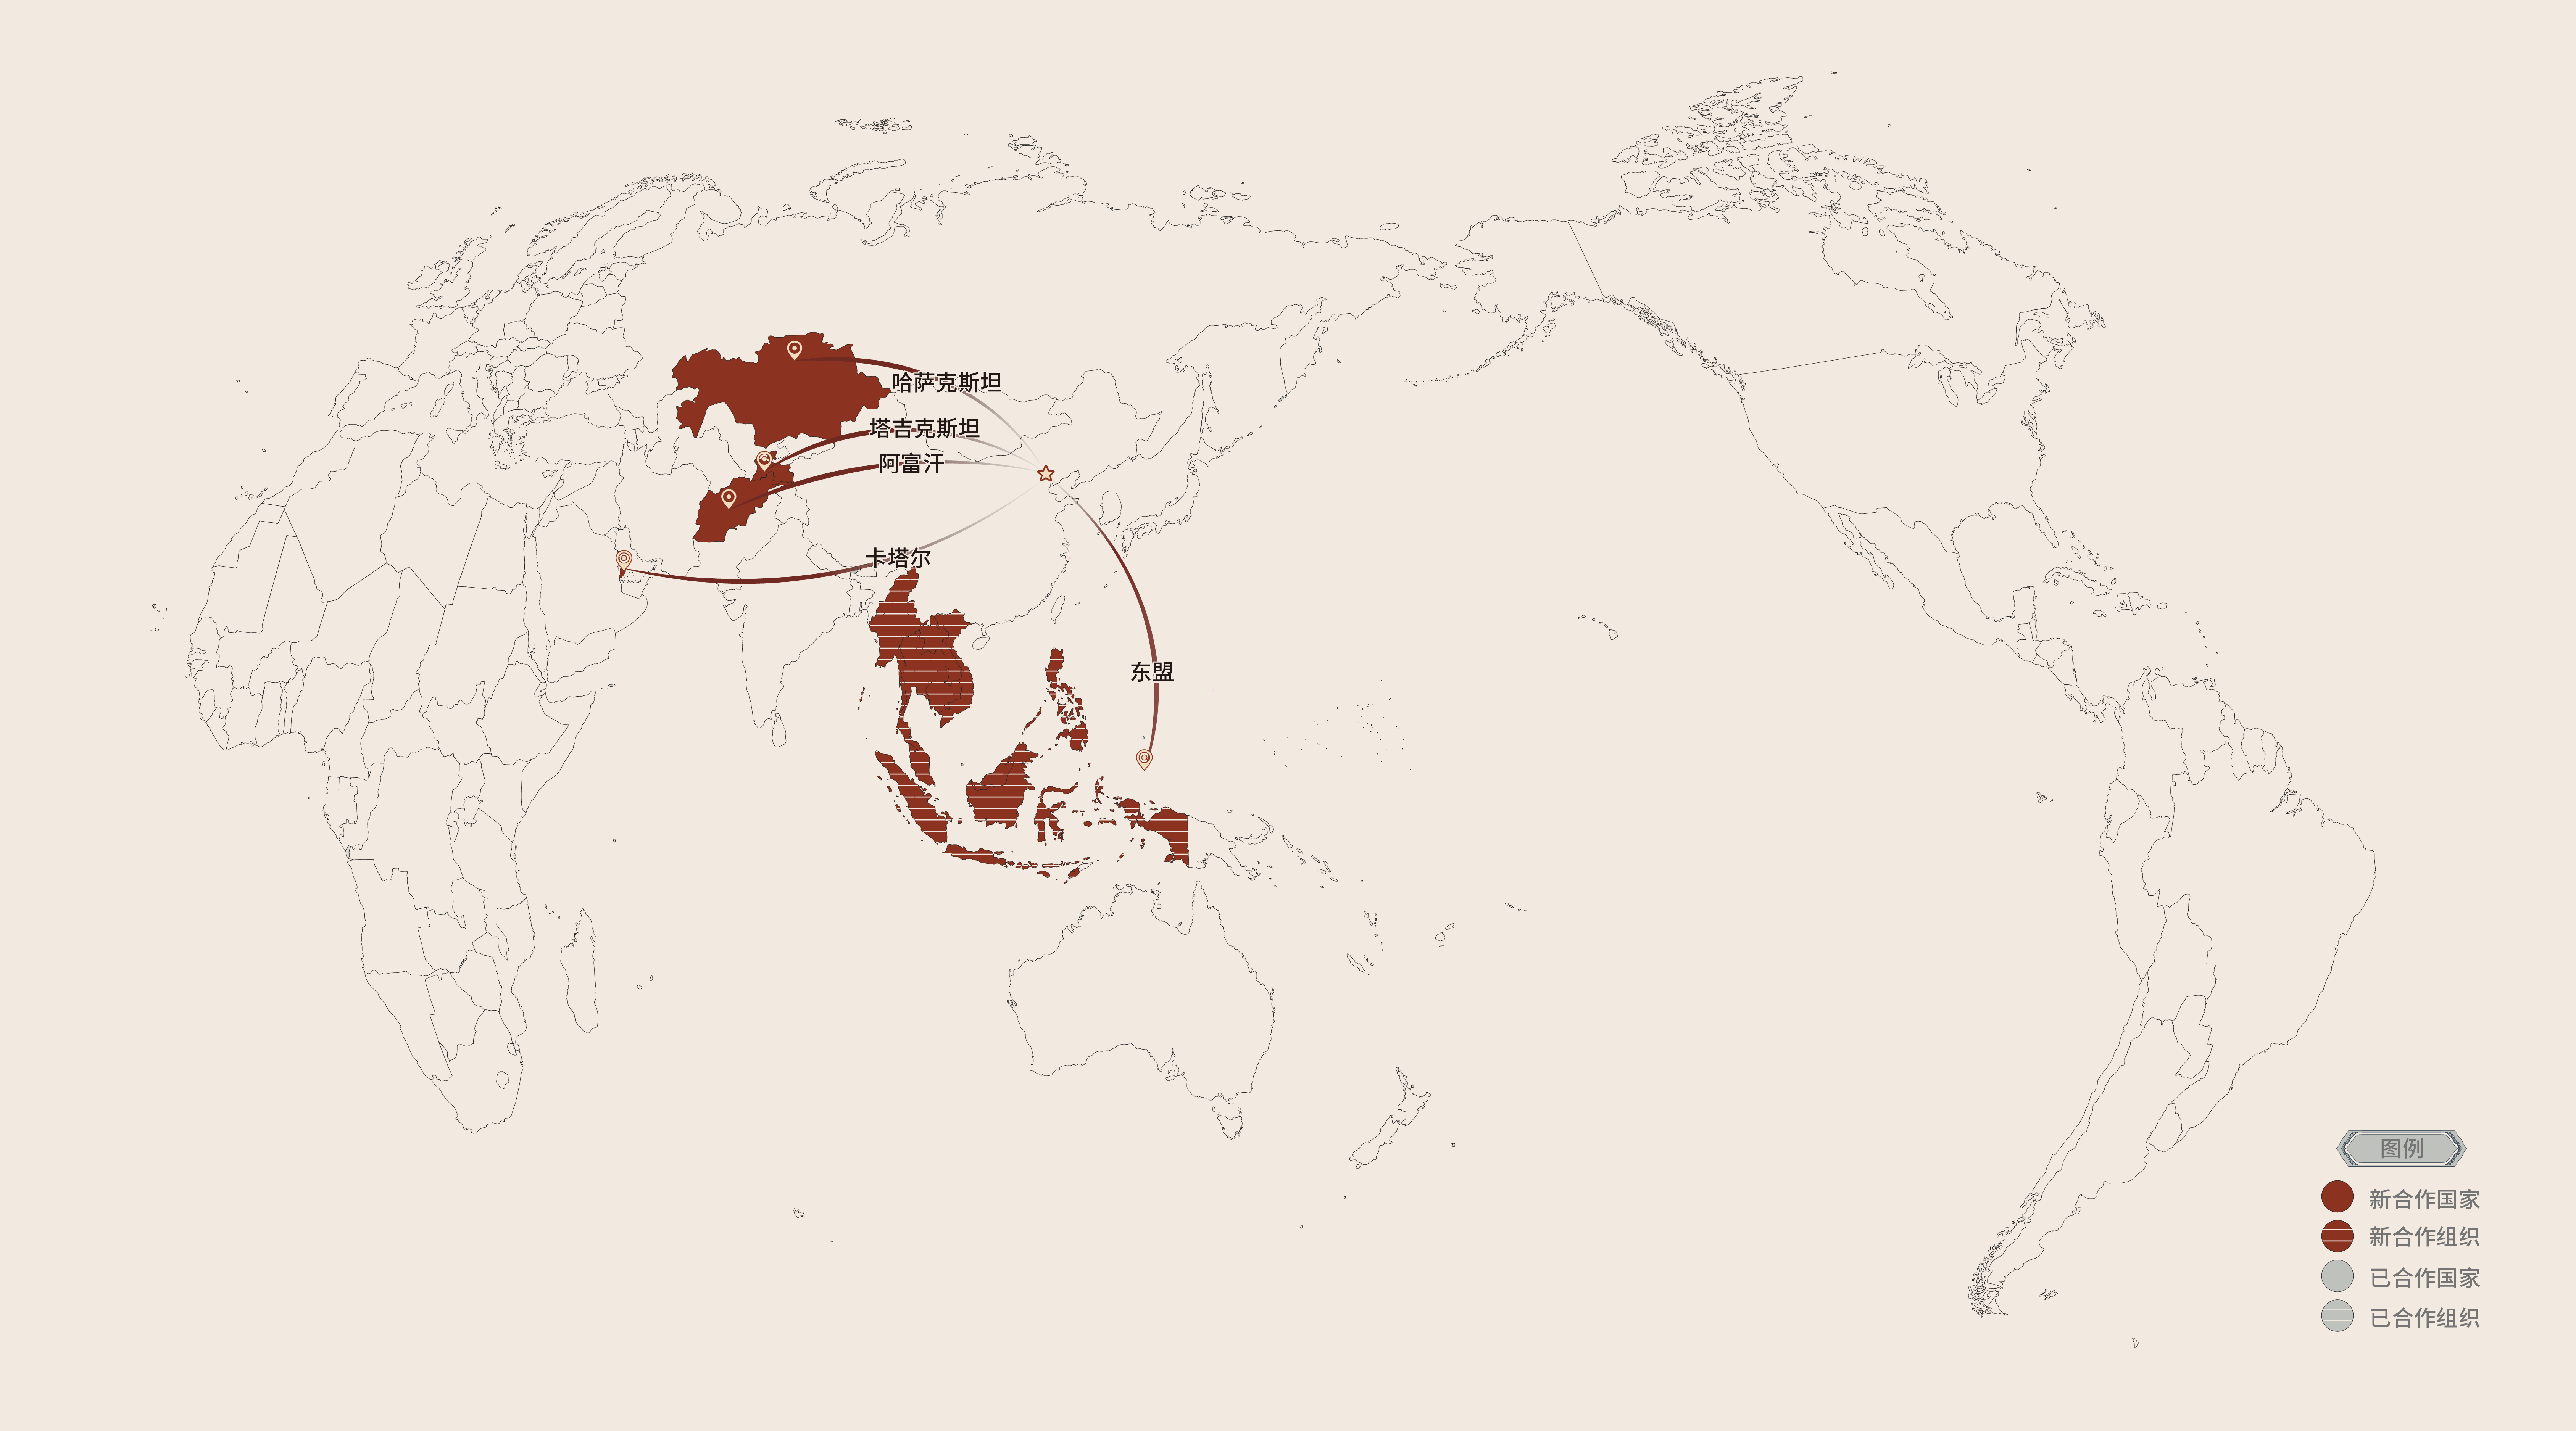 哈萨克斯坦
塔吉克斯坦
阿富汗
卡塔尔
东盟
图例
新合作国家
新合作组织
已合作国家
已合作组织